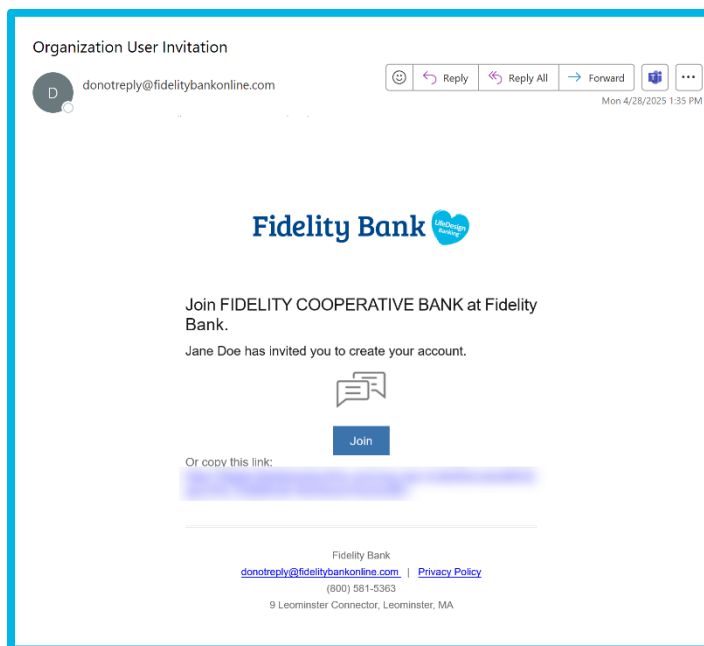 Organization User Invitation
D
donotreply@fidelitybankonline.com
Reply
Reply All
Forward
Mon 4/28/2025 1:35 PM
Fidelity Bank
LifeDesign
Banking
Join FIDELITY COOPERATIVE BANK at Fidelity
Bank.
Jane Doe has invited you to create your account.
Join
Or copy this link:
Fidelity Bank
donotreply@fidelitybankonline.com | Privacy Policy
(800) 581-5363
9 Leominster Connector, Leominster, MA